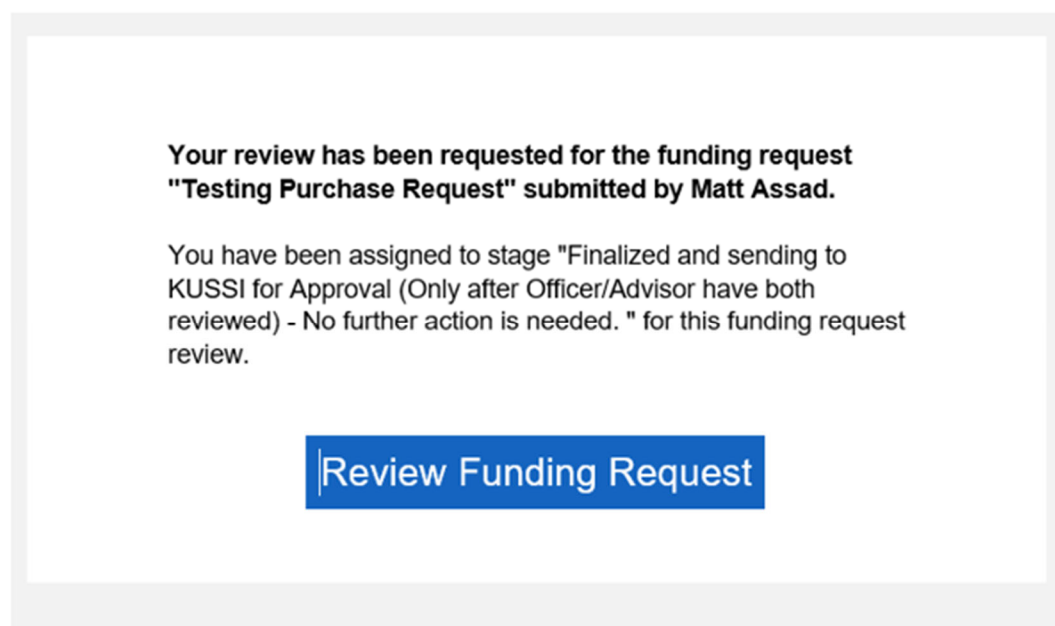 Your review has been requested for the funding request
"Testing Purchase Request" submitted by Matt Assad.
You have been assigned to stage "Finalized and sending to
KUSSI for Approval (Only after Officer/Advisor have both
reviewed) - No further action is needed. " for this funding request
review.
Review Funding Request